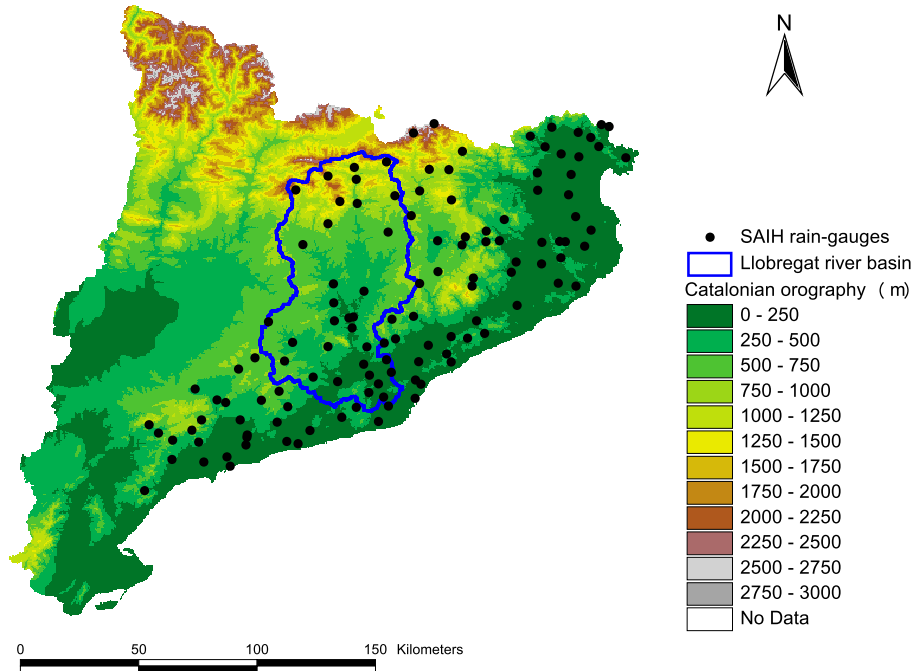 N
SAIH rain-gauges
Llobregat river basin
Catalonian orography ( m)
0 - 250
250 - 500
500 - 750
750 - 1000
1000 - 1250
1250 - 1500
1500 - 1750
1750 - 2000
2000 - 2250
2250 - 2500
2500 - 2750
2750 - 3000
No Data
0 50 100 150 Kilometers